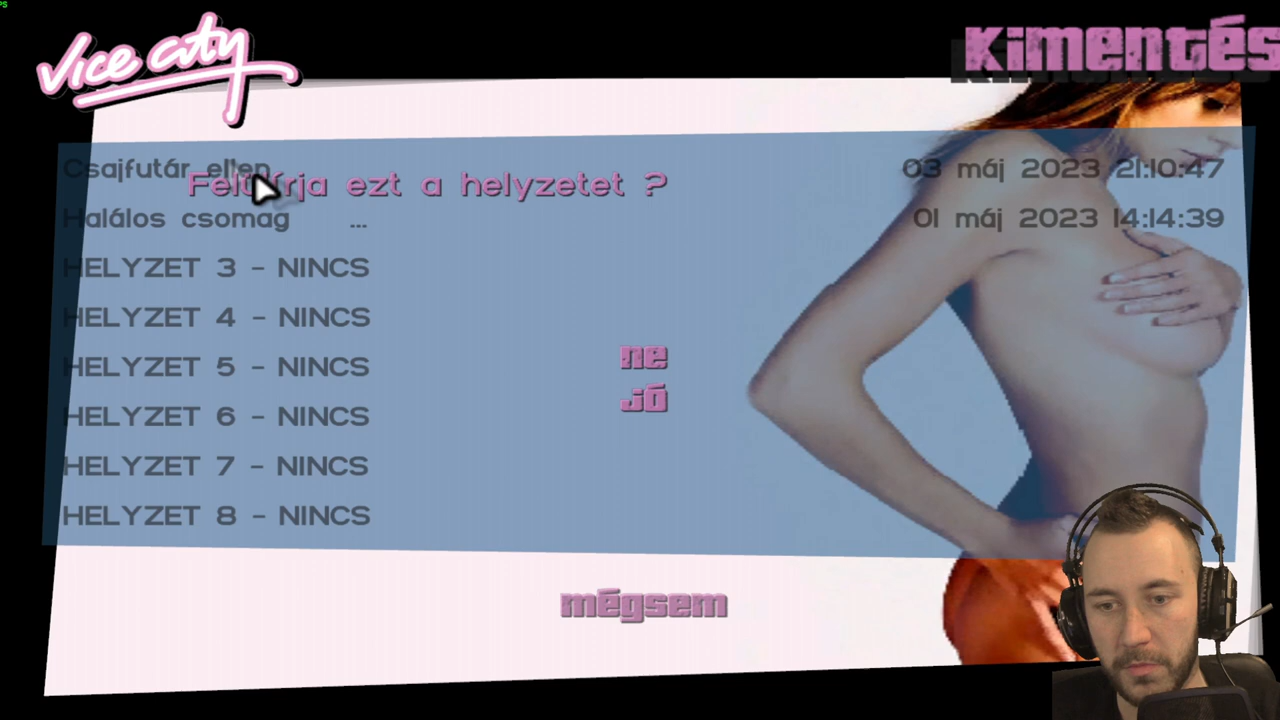 PS
vice city
Kimentés
Csajfutár ellen
03 máj 2023 21:10:47
Felülírja ezt a helyzetet ?
Halálos csomag ...
01 máj 2023 14:14:39
HELYZET 3 - NINCS
HELYZET 4 - NINCS
ne
HELYZET 5 - NINCS
jó
HELYZET 6 - NINCS
HELYZET 7 - NINCS
HELYZET 8 - NINCS
mégsem